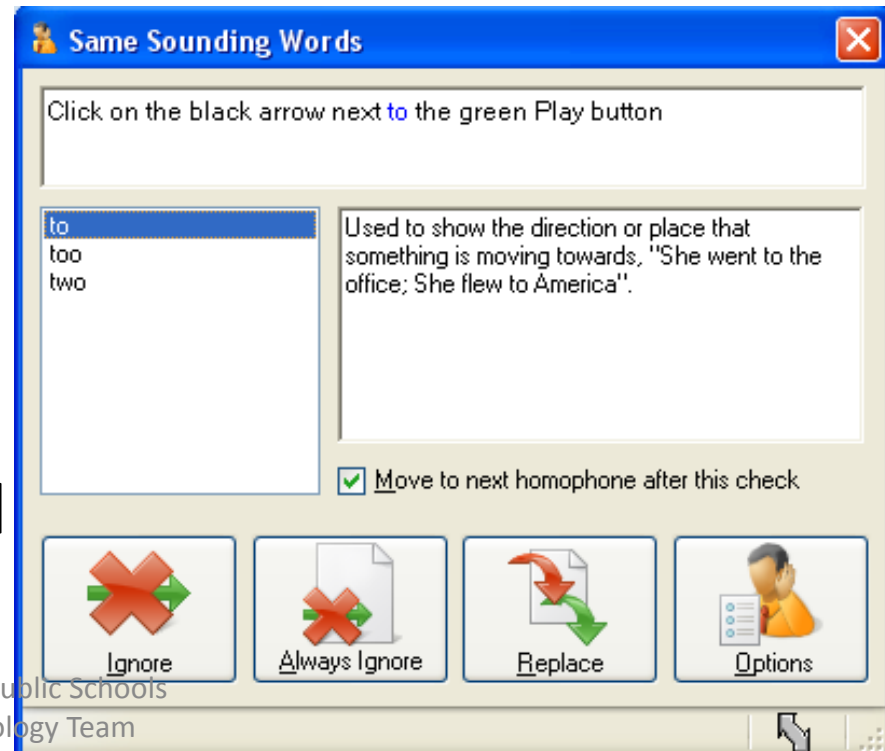 Same Sounding Words
Click on the black arrow next to the green Play button
to
too
two
Used to show the direction or place that
something is moving towards, "She went to the
office; She flew to America".
Move to next homophone after this check
Ignore
Always Ignore
Replace
Options
Schools
Team